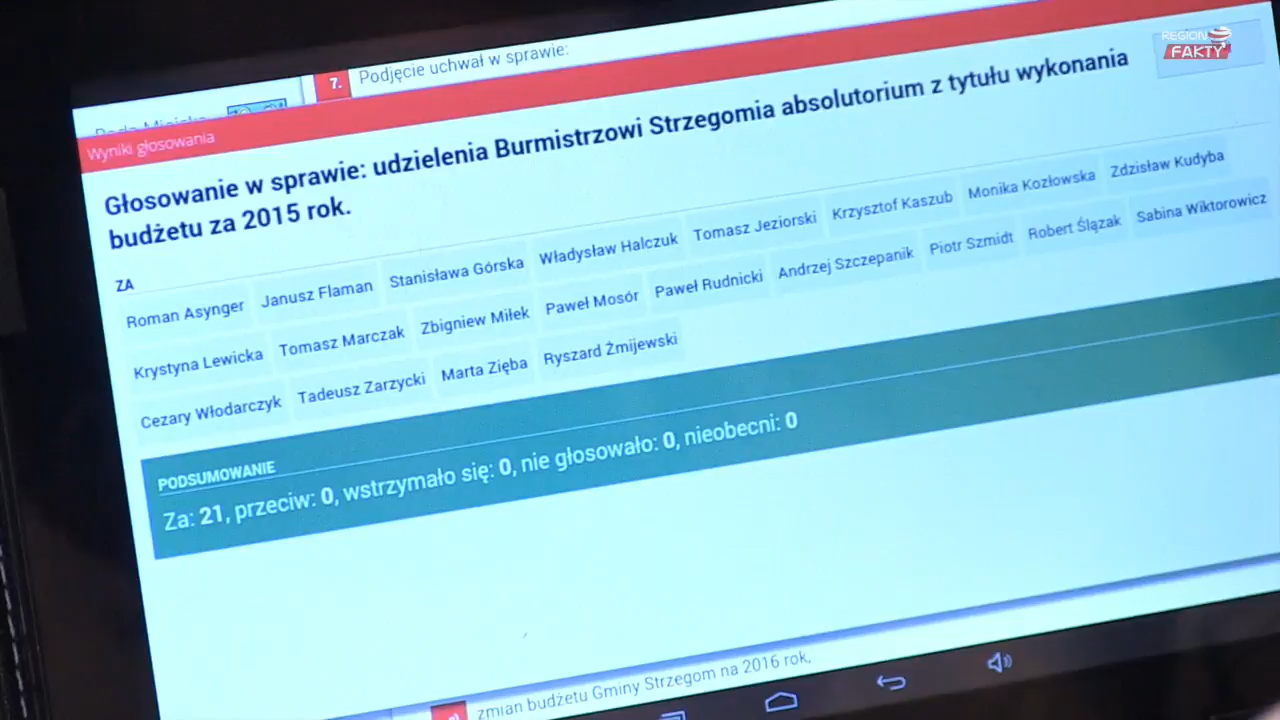 REGION
FAKTY
7. Podjęcie uchwał w sprawie:
Rada Miejska
Wyniki głosowania
Głosowanie w sprawie: udzielenia Burmistrzowi Strzegomia absolutorium z tytułu wykonania
budżetu za 2015 rok.
ZA
Roman Asynger Janusz Flaman Stanisława Górska Władysław Halczuk Tomasz Jeziorski Krzysztof Kaszub Monika Kozłowska Zdzisław Kudyba
Krystyna Lewicka Tomasz Marczak Zbigniew Miłek Paweł Mosór Paweł Rudnicki Andrzej Szczepanik Piotr Szmidt Robert Ślązak Sabina Wiktorowicz
Cezary Włodarczyk Tadeusz Zarzycki Marta Zięba Ryszard Żmijewski
PODSUMOWANIE
Za: 21, przeciw: 0, wstrzymało się: 0, nie głosowało: 0, nieobecni: 0
zmian budżetu Gminy Strzegom na 2016 rok,